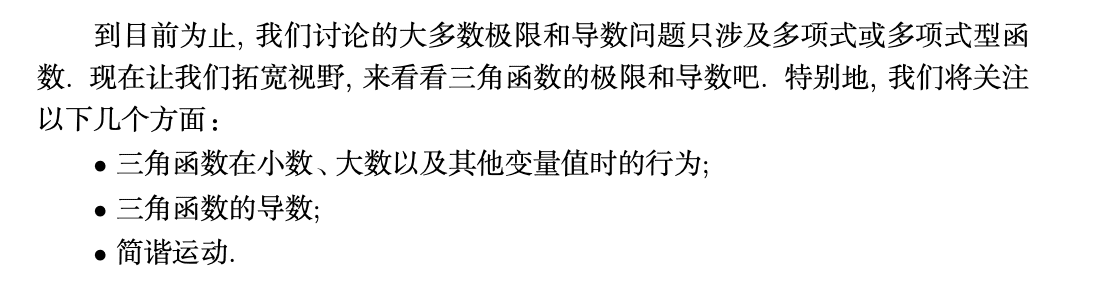 到目前为止, 我们讨论的大多数极限和导数问题只涉及多项式或多项式型函
数. 现在让我们拓宽视野, 来看看三角函数的极限和导数吧. 特别地, 我们将关注
以下几个方面:
• 三角函数在小数、大数以及其他变量值时的行为;
• 三角函数的导数;
• 简谐运动.